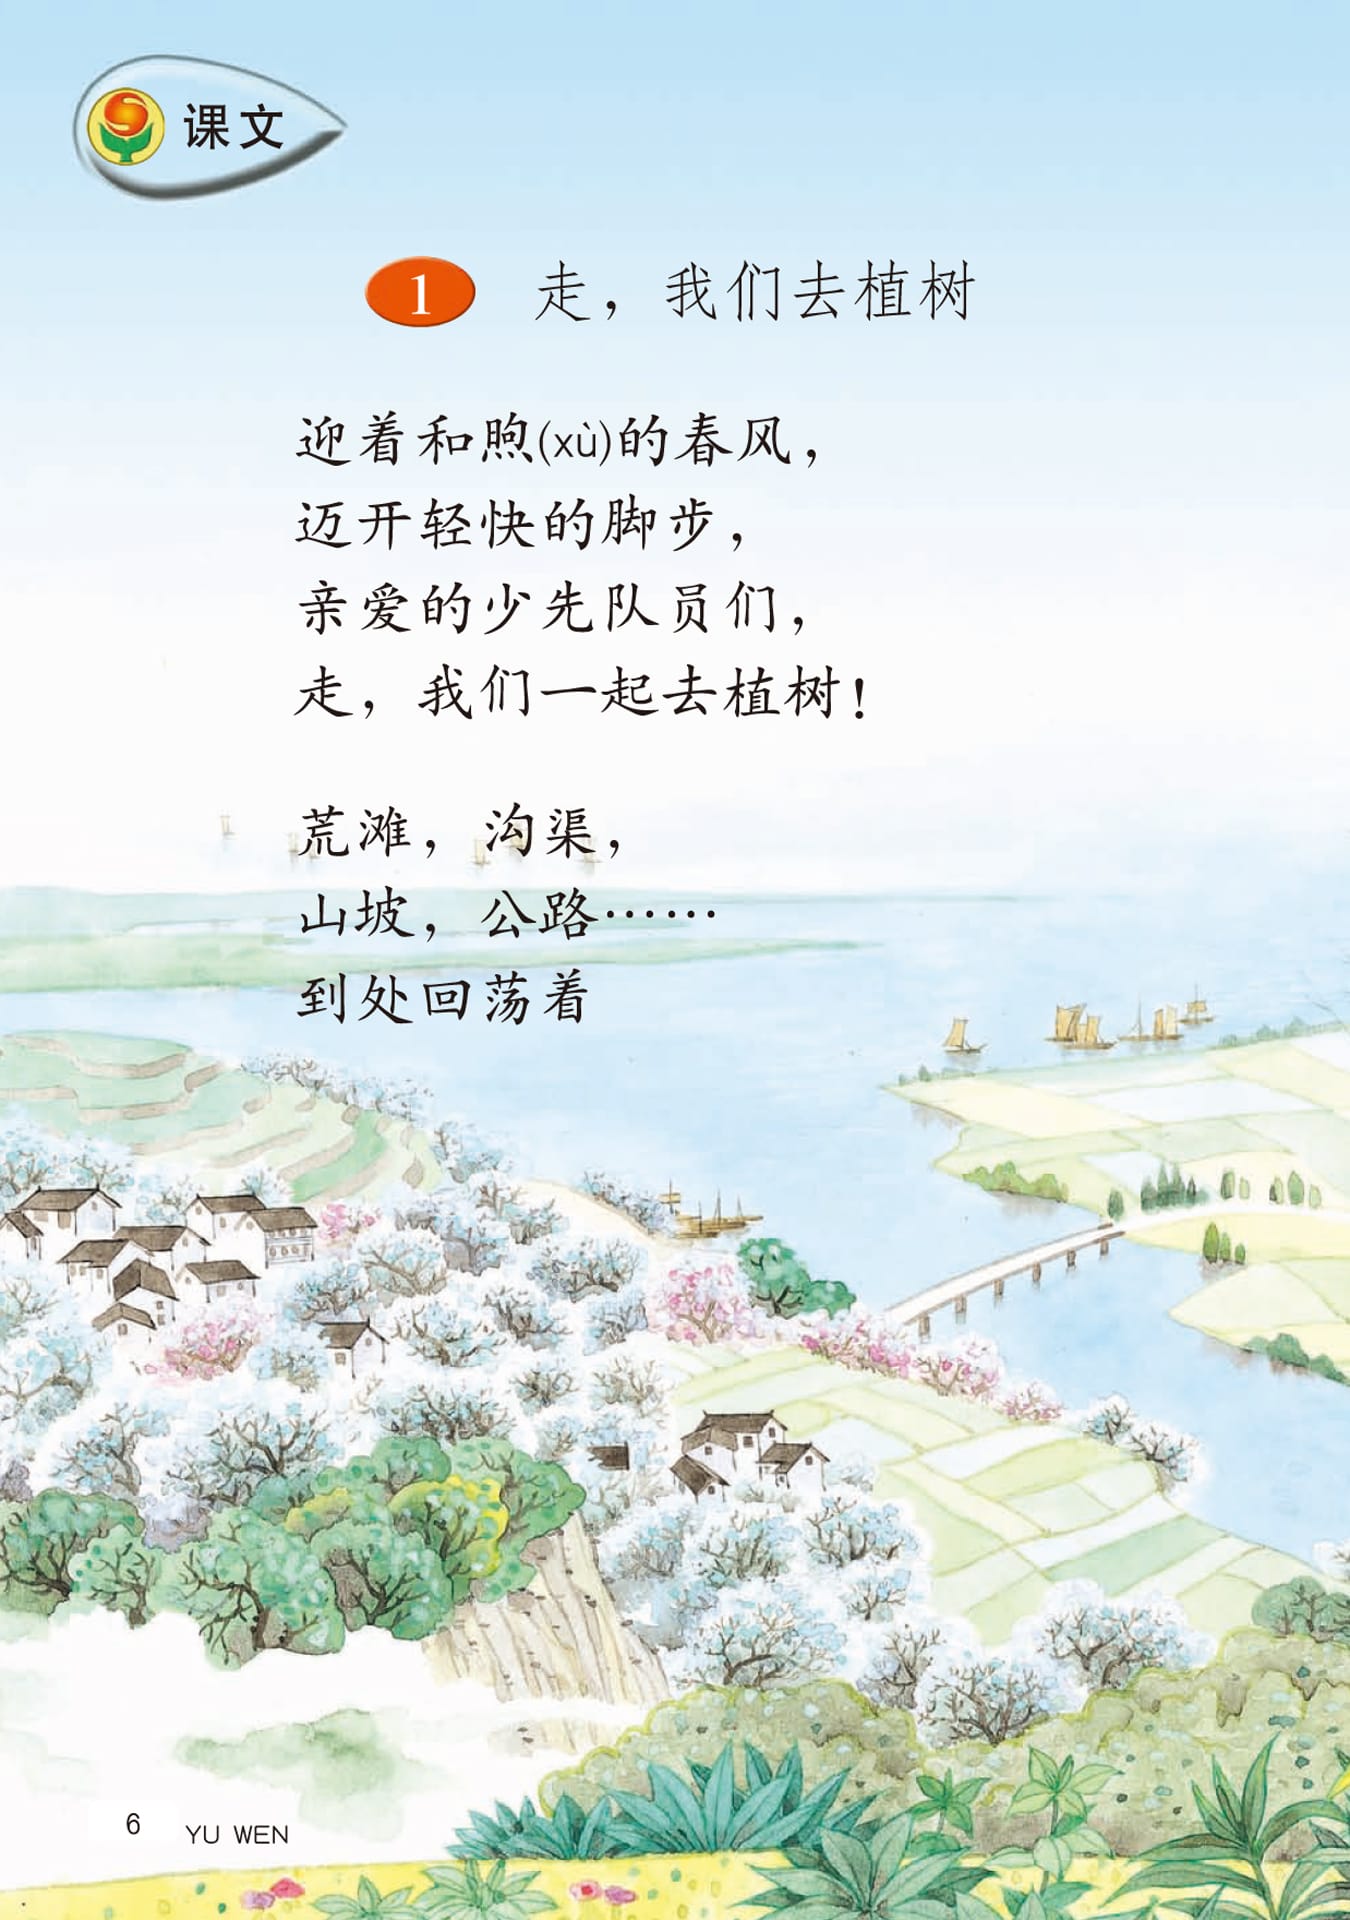 课文
1 走，我们去植树
迎着和煦(xù)的春风，
迈开轻快的脚步，
亲爱的少先队员们，
走，我们一起去植树！
荒滩，沟渠，
山坡，公路……
到处回荡着
6 YU WEN